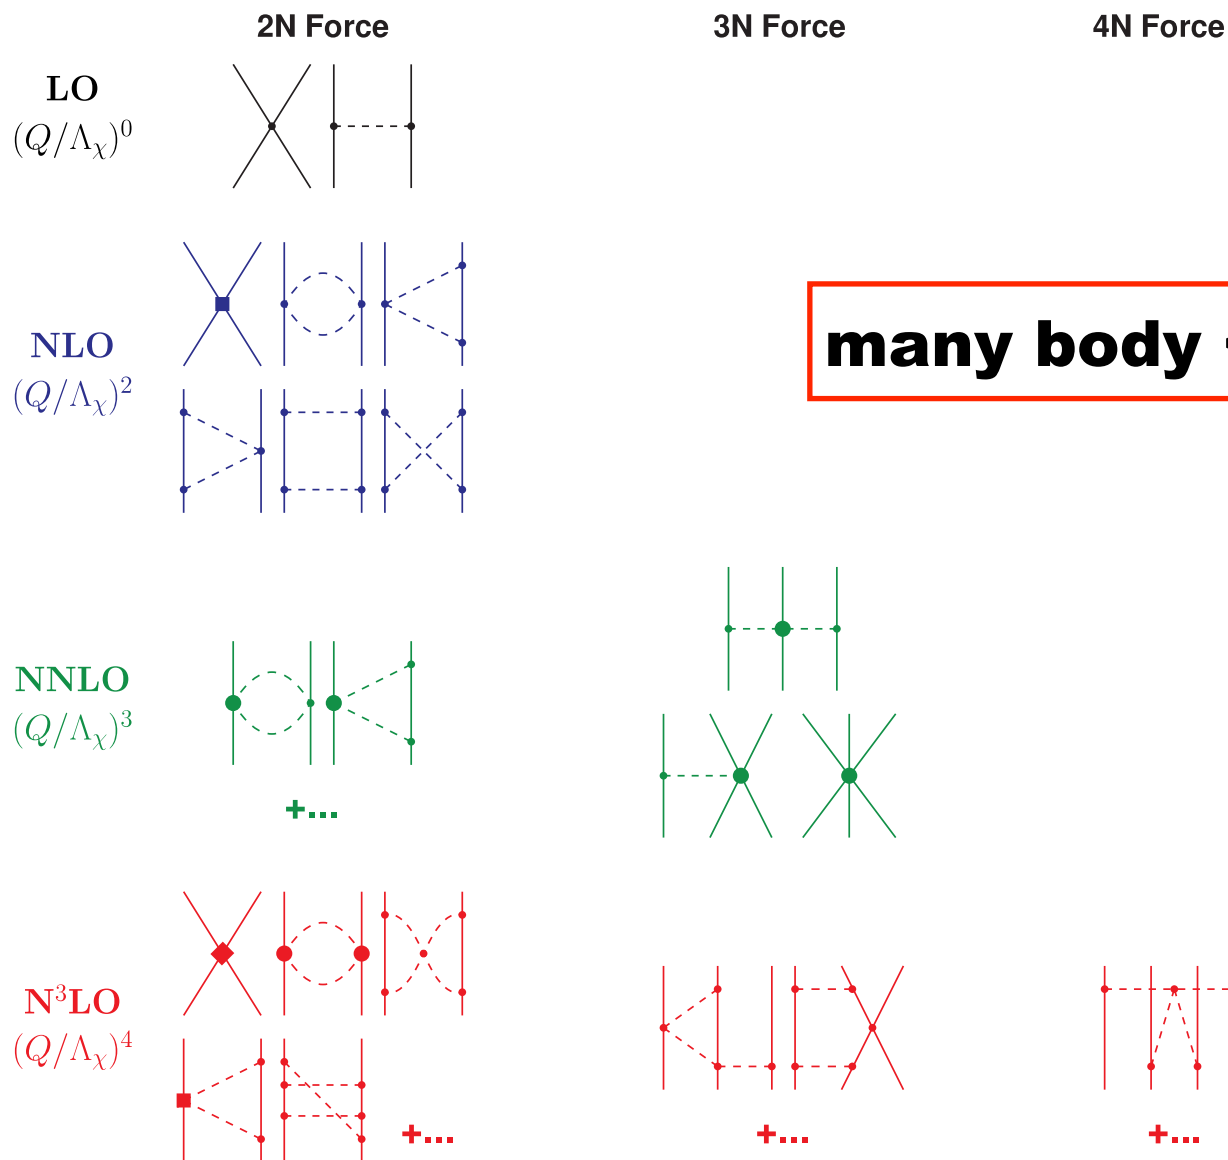 2N Force 3N Force 4N Force
LO
(Q/Λχ)⁰
NLO
(Q/Λχ)²
many body
NNLO
(Q/Λχ)³
+...
N³LO
(Q/Λχ)⁴
+... +... +...